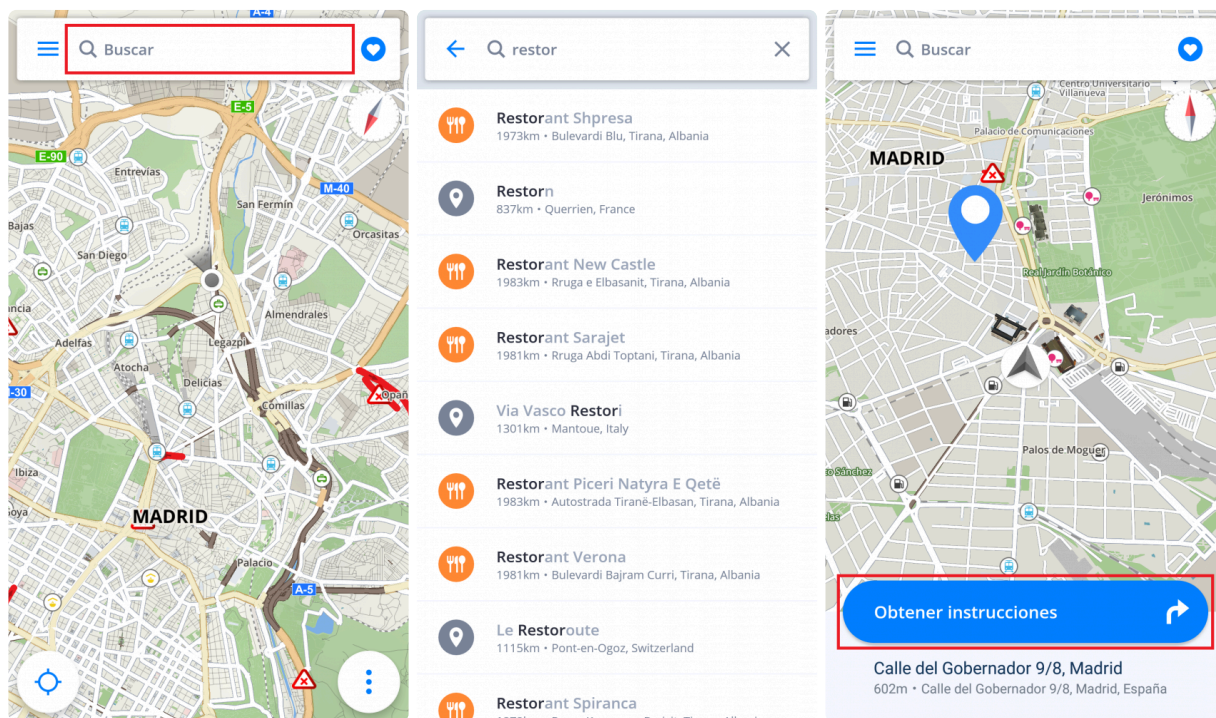 A-4
Buscar
E-5
E-90
Entrevias
M-40
San Fermín
Bajas
Orcasitas
San Diego
Almendrales
Adelfas
Legazpi
Atocha
-30
Delicias
Comillas
Opañ
Ibiza
MADRID
Palacio
A-5
restor
Restorant Shpresa
1973km • Bulevardi Blu, Tirana, Albania
Restorn
837km • Querrien, France
Restorant New Castle
1983km • Rruga e Elbasanit, Tirana, Albania
Restorant Sarajet
1981km • Rruga Abdi Toptani, Tirana, Albania
Via Vasco Restori
1301km • Mantoue, Italy
Restorant Piceri Natyra E Qetë
1983km • Autostrada Tiranë-Elbasan, Tirana, Albania
Restorant Verona
1981km • Bulevardi Bajram Curri, Tirana, Albania
Le Restoroute
1115km • Pont-en-Ogoz, Switzerland
Restorant Spiranca
Buscar
Centro Universitario
Villanueva
Palacio de Comunicaciones
MADRID
Jerónimos
Real Jardín Botánico
adores
Palos de Moguer
o Sánchez
las
Obtener instrucciones
Calle del Gobernador 9/8, Madrid
602m • Calle del Gobernador 9/8, Madrid, España